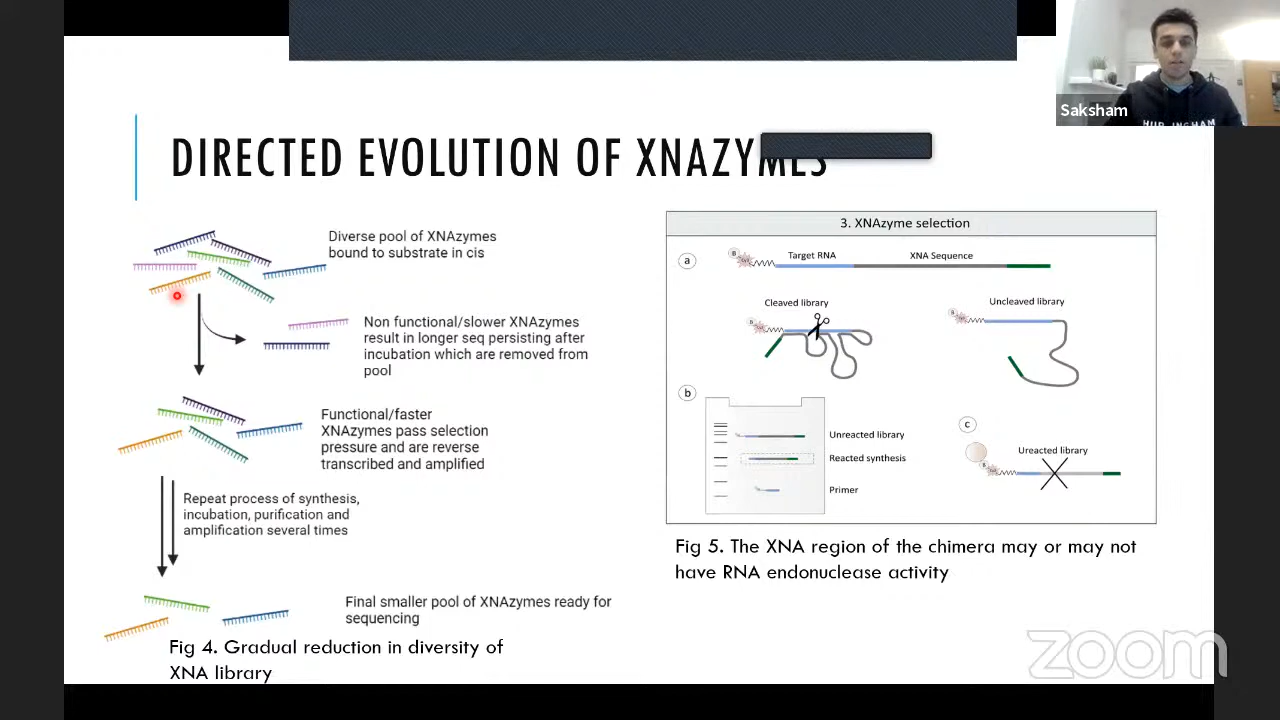 Saksham
DIRECTED EVOLUTION OF XNAZYMES
Diverse pool of XNAzymes
bound to substrate in cis
Non functional/slower XNAzymes
result in longer seq persisting after
incubation which are removed from
pool
Functional/faster
XNAzymes pass selection
pressure and are reverse
transcribed and amplified
Repeat process of synthesis,
incubation, purification and
amplification several times
Final smaller pool of XNAzymes ready for
sequencing
Fig 4. Gradual reduction in diversity of
XNA library
3. XNAzyme selection
a
B
Target RNA
XNA Sequence
Cleaved library
Uncleaved library
B
B
b
Unreacted library
Reacted synthesis
Primer
c
Ureacted library
B
Fig 5. The XNA region of the chimera may or may not
have RNA endonuclease activity
zoom